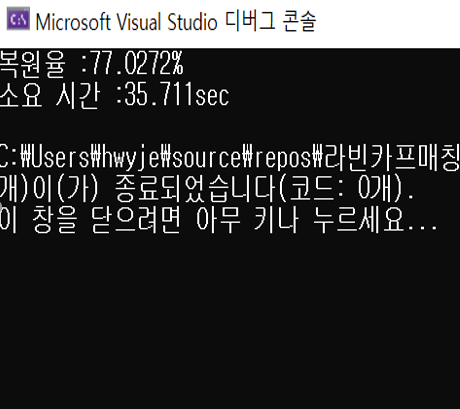 Microsoft Visual Studio 디버그 콘솔
복원율 :77.0272%
소요 시간 :35.711sec
C:₩Users₩hwyje₩source₩repos₩라빈카프매칭
개)이(가) 종료되었습니다(코드: 0개).
이 창을 닫으려면 아무 키나 누르세요...